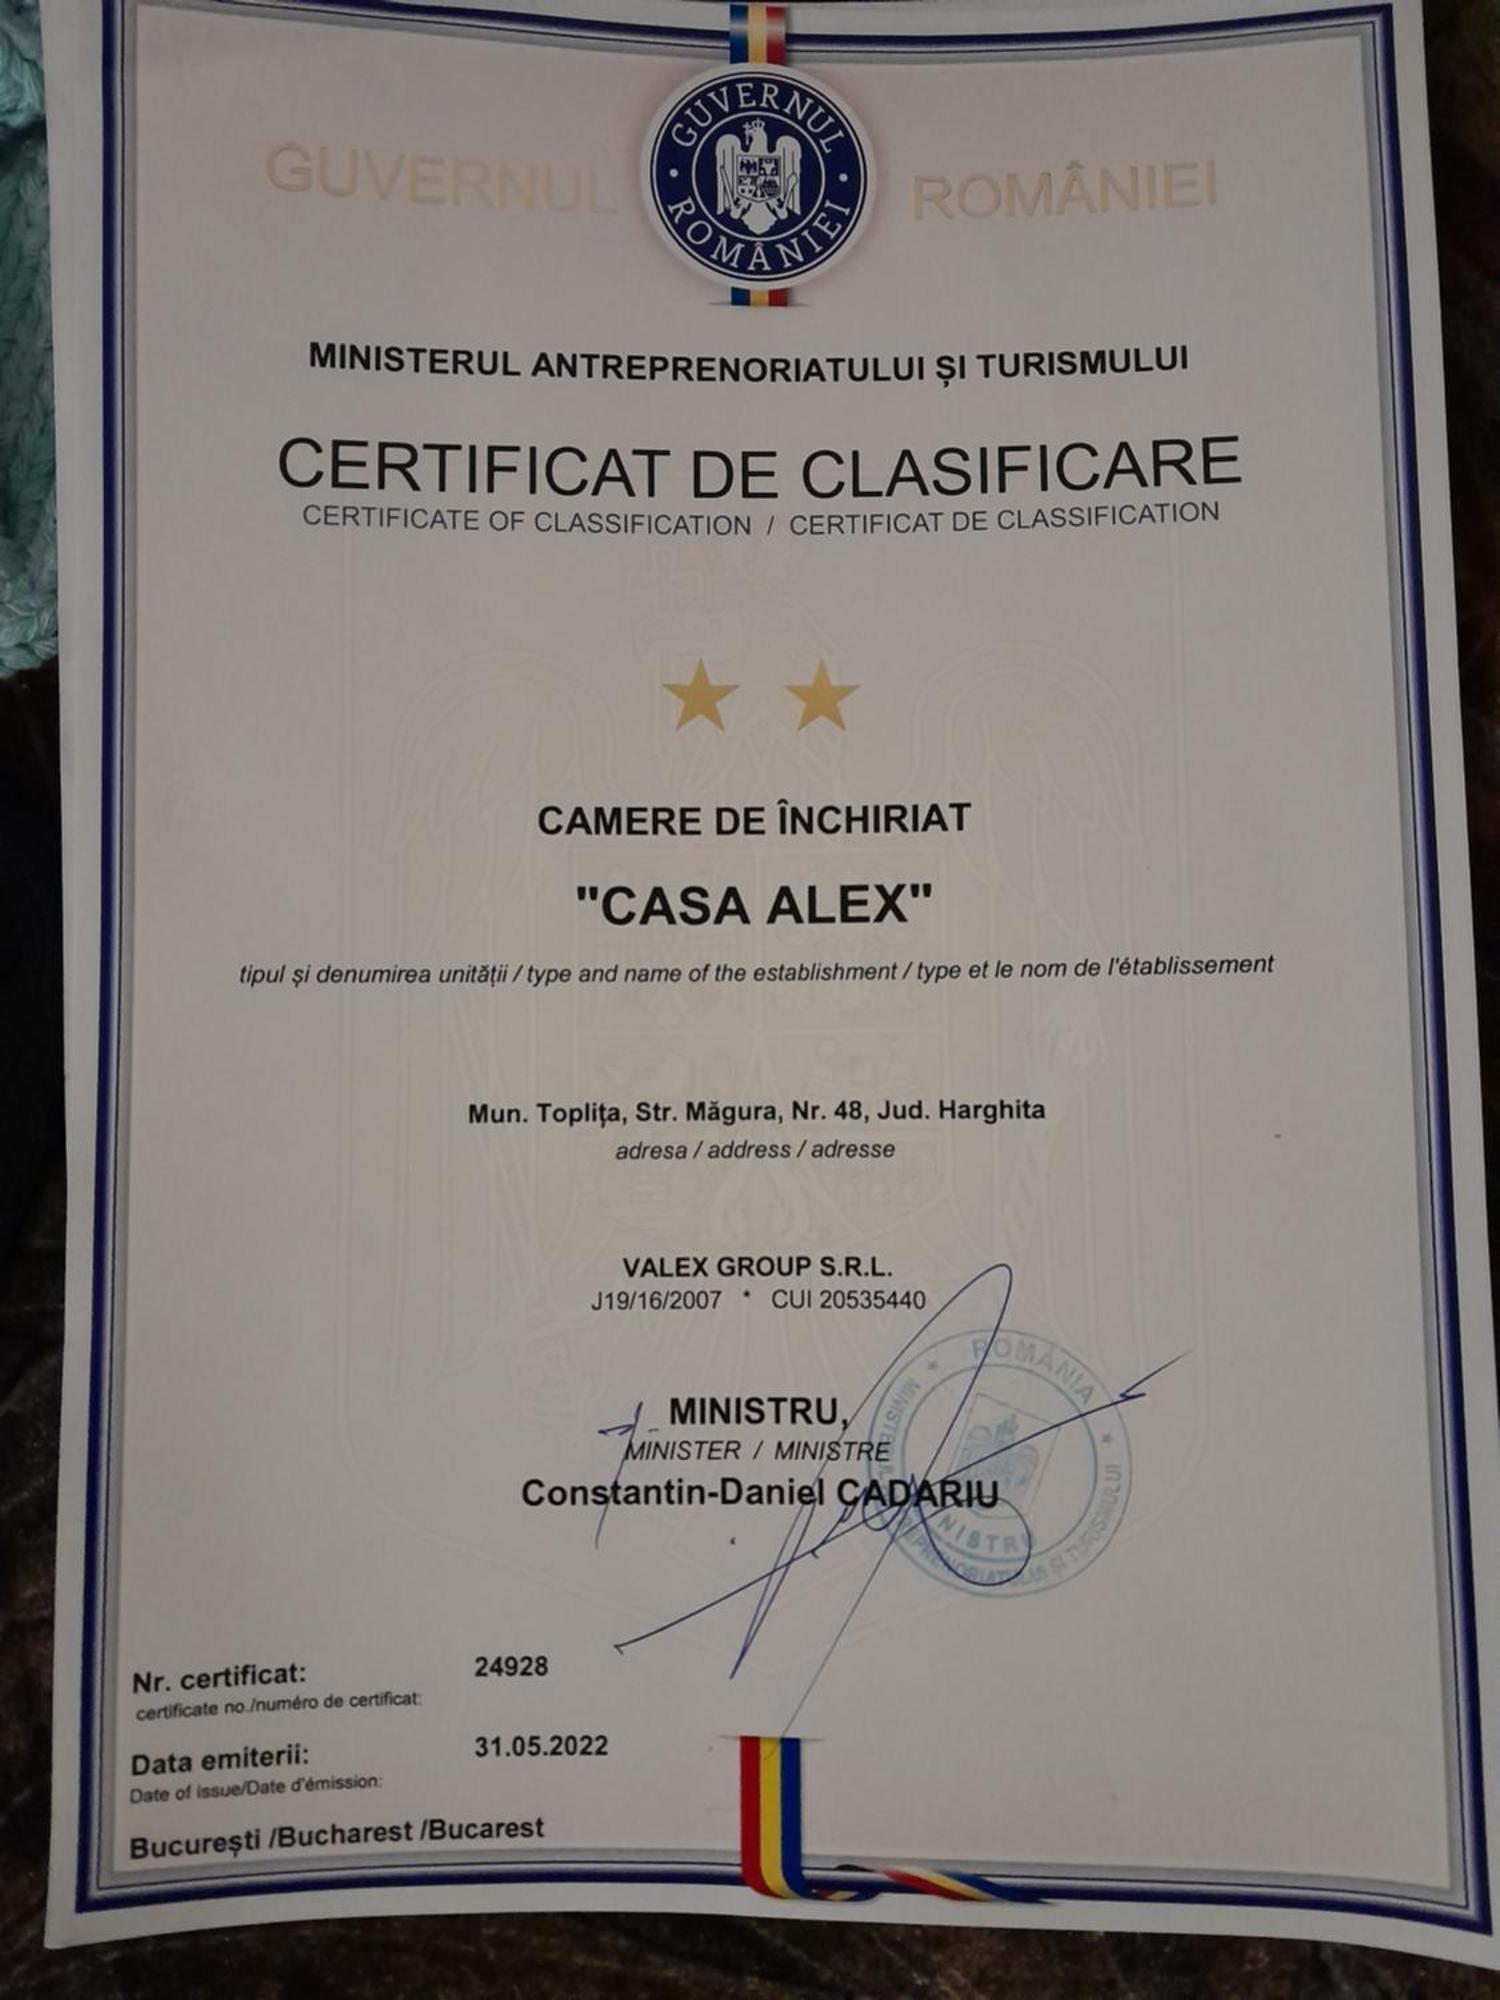 GUVERNUL ROMÂNIEI
GUVERNUL ROMÂNIEI
MINISTERUL ANTREPRENORIATULUI ȘI TURISMULUI
CERTIFICAT DE CLASIFICARE
CERTIFICATE OF CLASSIFICATION / CERTIFICAT DE CLASSIFICATION
CAMERE DE ÎNCHIRIAT
"CASA ALEX"
tipul și denumirea unității / type and name of the establishment / type et le nom de l'établissement
Mun. Toplița, Str. Măgura, Nr. 48, Jud. Harghita
adresa / address / adresse
VALEX GROUP S.R.L.
J19/16/2007 * CUI 20535440
ROMÂNIA
MINISTRU,
MINISTER / MINISTRE
Constantin-Daniel CADARIU
ȘI TURISMULUI
Nr. certificat: 24928
certificate no./numéro de certificat:
Data emiterii: 31.05.2022
Date of issue/Date d'émission:
București /Bucharest /Bucarest